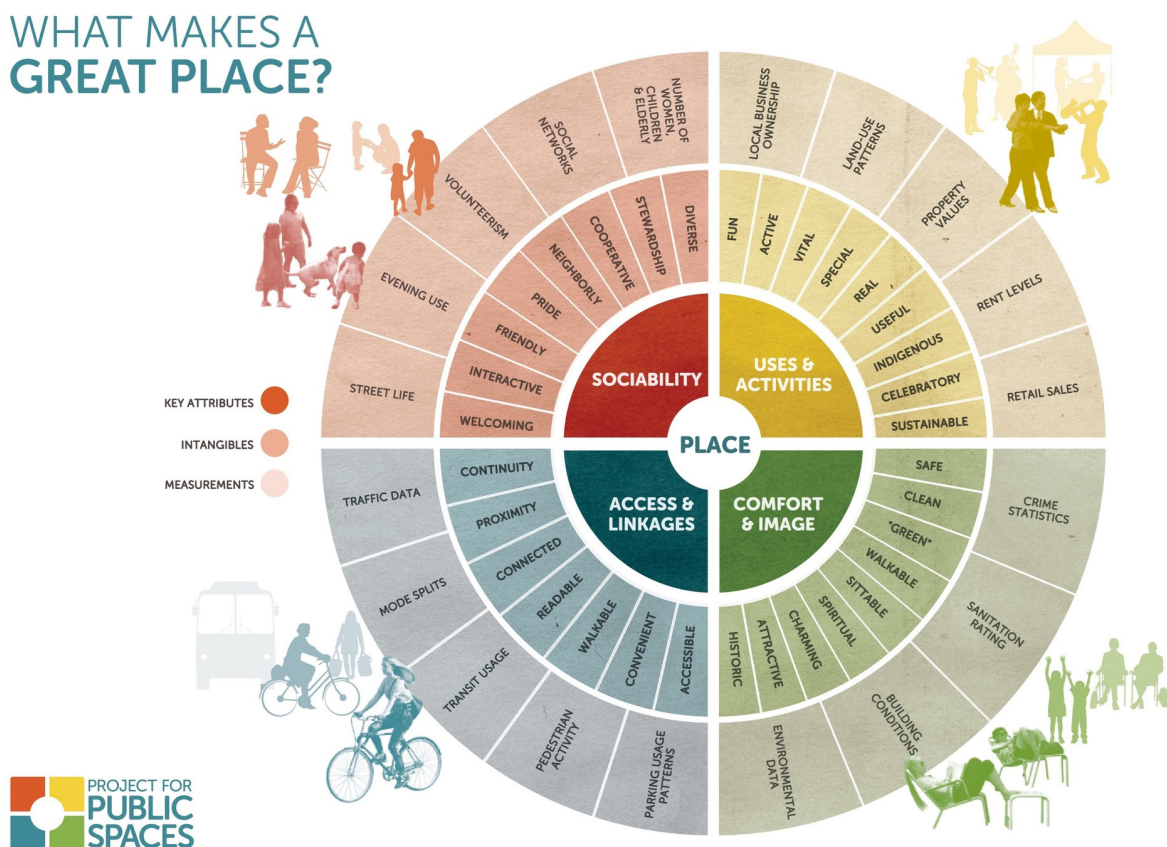 WHAT MAKES A
GREAT PLACE?
KEY ATTRIBUTES
INTANGIBLES
MEASUREMENTS
PLACE
SOCIABILITY
WELCOMING
INTERACTIVE
FRIENDLY
PRIDE
NEIGHBORLY
COOPERATIVE
STEWARDSHIP
DIVERSE
STREET LIFE
EVENING USE
VOLUNTEERISM
SOCIAL
NETWORKS
NUMBER OF
WOMEN,
CHILDREN
& ELDERLY
USES &
ACTIVITIES
FUN
ACTIVE
VITAL
SPECIAL
REAL
USEFUL
INDIGENOUS
CELEBRATORY
SUSTAINABLE
LOCAL BUSINESS
OWNERSHIP
LAND-USE
PATTERNS
PROPERTY
VALUES
RENT LEVELS
RETAIL SALES
COMFORT
& IMAGE
SAFE
CLEAN
"GREEN"
WALKABLE
SITTABLE
SPIRITUAL
CHARMING
ATTRACTIVE
HISTORIC
CRIME
STATISTICS
SANITATION
RATING
BUILDING
CONDITIONS
ENVIRONMENTAL
DATA
ACCESS &
LINKAGES
CONTINUITY
PROXIMITY
CONNECTED
READABLE
WALKABLE
CONVENIENT
ACCESSIBLE
TRAFFIC DATA
MODE SPLITS
TRANSIT USAGE
PEDESTRIAN
ACTIVITY
PARKING USAGE
PATTERNS
PROJECT FOR
PUBLIC
SPACES